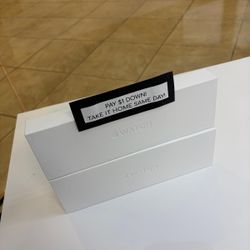 PAY $1 DOWN!
TAKE IT HOME SAME DAY!
WATCH